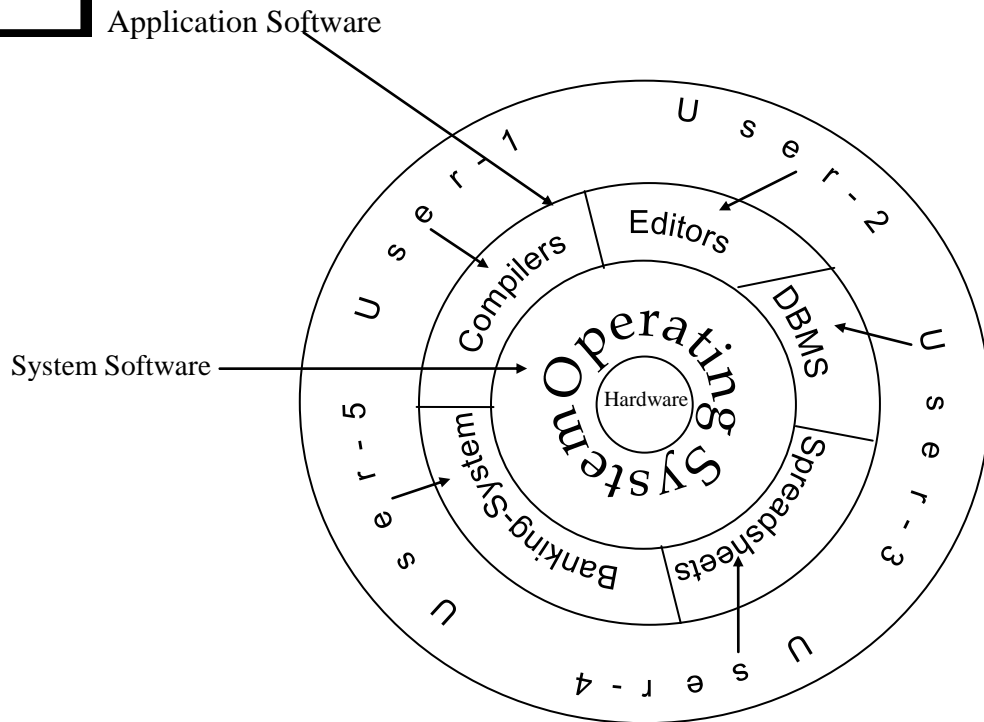 Application Software
User-1
User-2
Editors
Compilers
DBMS
System Software
Operating System
Hardware
User-3
User-5
Banking-System
Spreadsheets
User-4